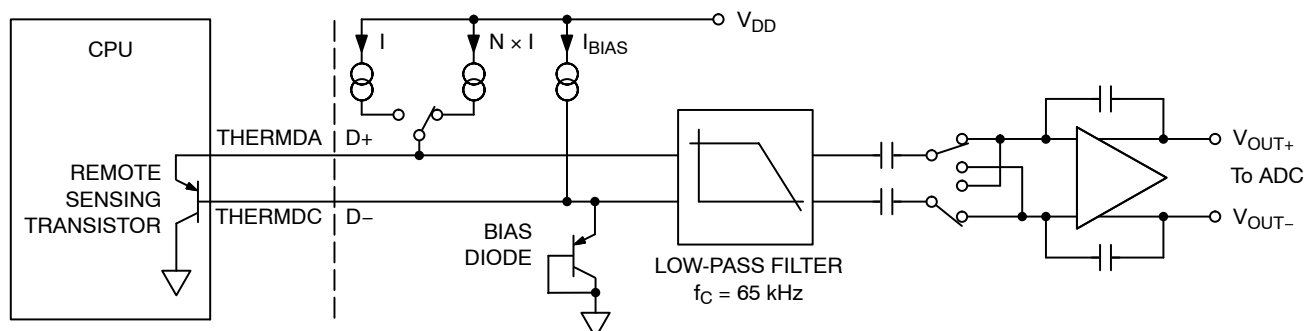 CPU
I
N × I
I_BIAS
V_DD
THERMDA
D+
REMOTE
SENSING
TRANSISTOR
THERMDC
D−
BIAS
DIODE
LOW-PASS FILTER
f_C = 65 kHz
V_OUT+
To ADC
V_OUT−